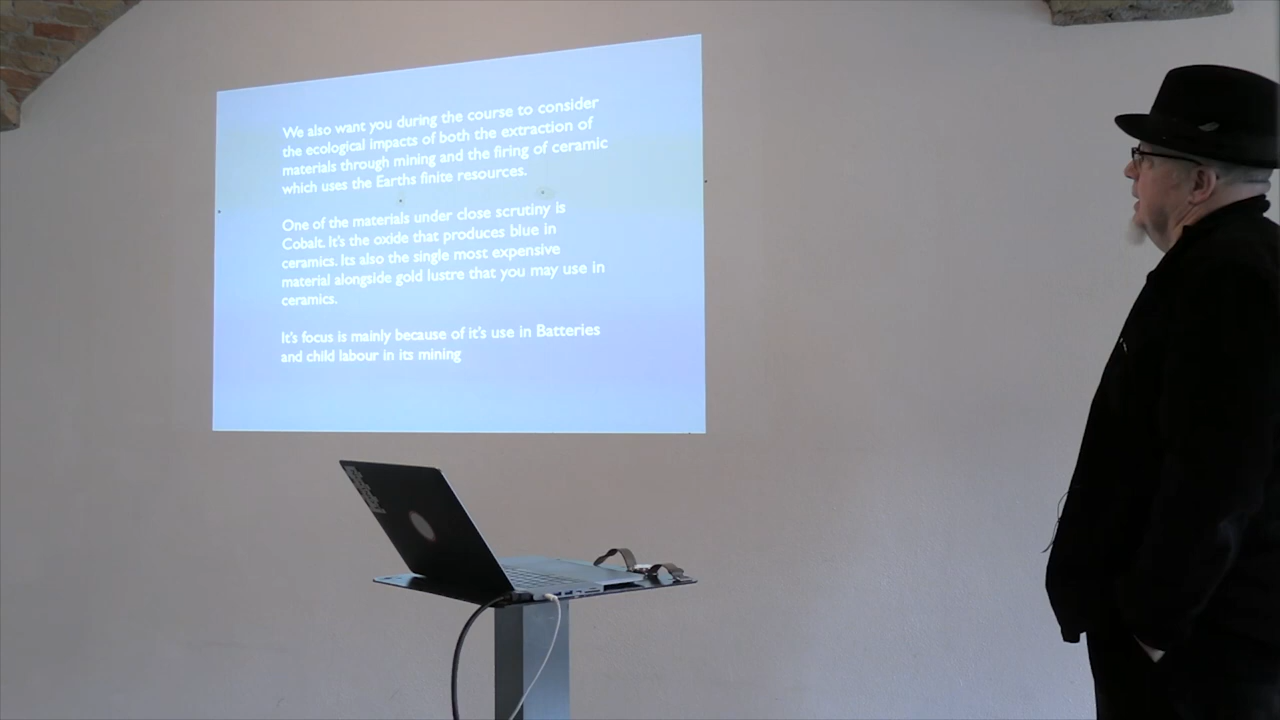 We also want you during the course to consider
the ecological impacts of both the extraction of
materials through mining and the firing of ceramic
which uses the Earths finite resources.
One of the materials under close scrutiny is
Cobalt. It's the oxide that produces blue in
ceramics. Its also the single most expensive
material alongside gold lustre that you may use in
ceramics.
It's focus is mainly because of it's use in Batteries
and child labour in its mining